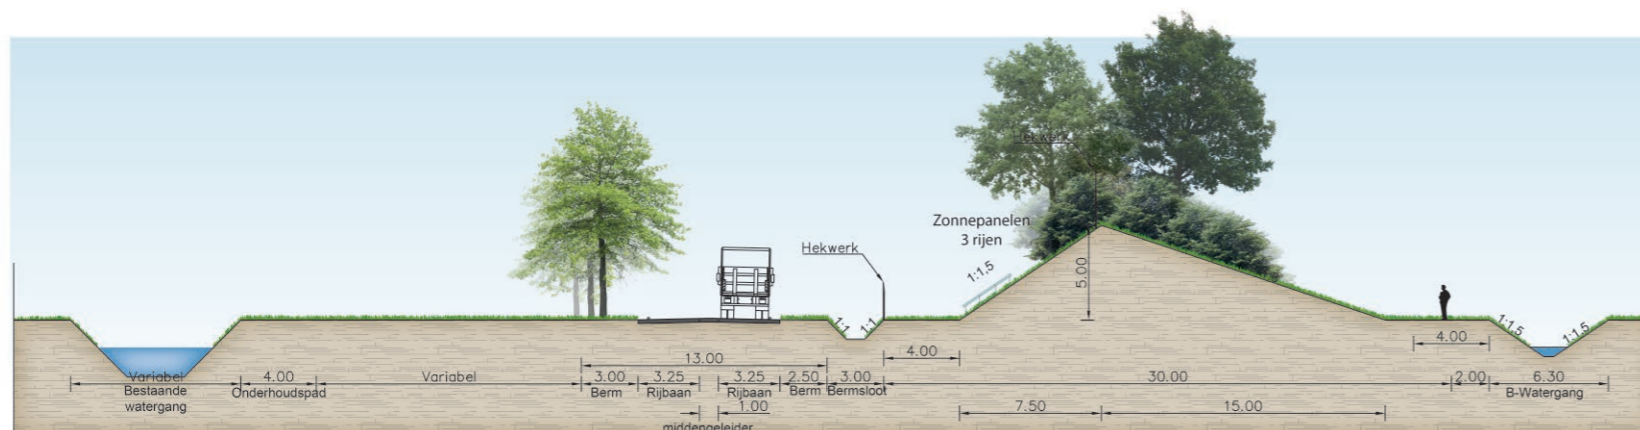 Hekwerk
Zonnepanelen
3 rijen
Hekwerk
1:1,5
5.00
1:1
1:1
1:1,5
1:1,5
13.00
4.00
4.00
Variabel
4.00
Variabel
3.00
3.25
3.25
2.50
3.00
30.00
2.00
6.30
Bestaande
watergang
Onderhoudspad
Berm
Rijbaan
Rijbaan
Berm
Bermsloot
B-Watergang
1.00
7.50
15.00
middengeleider